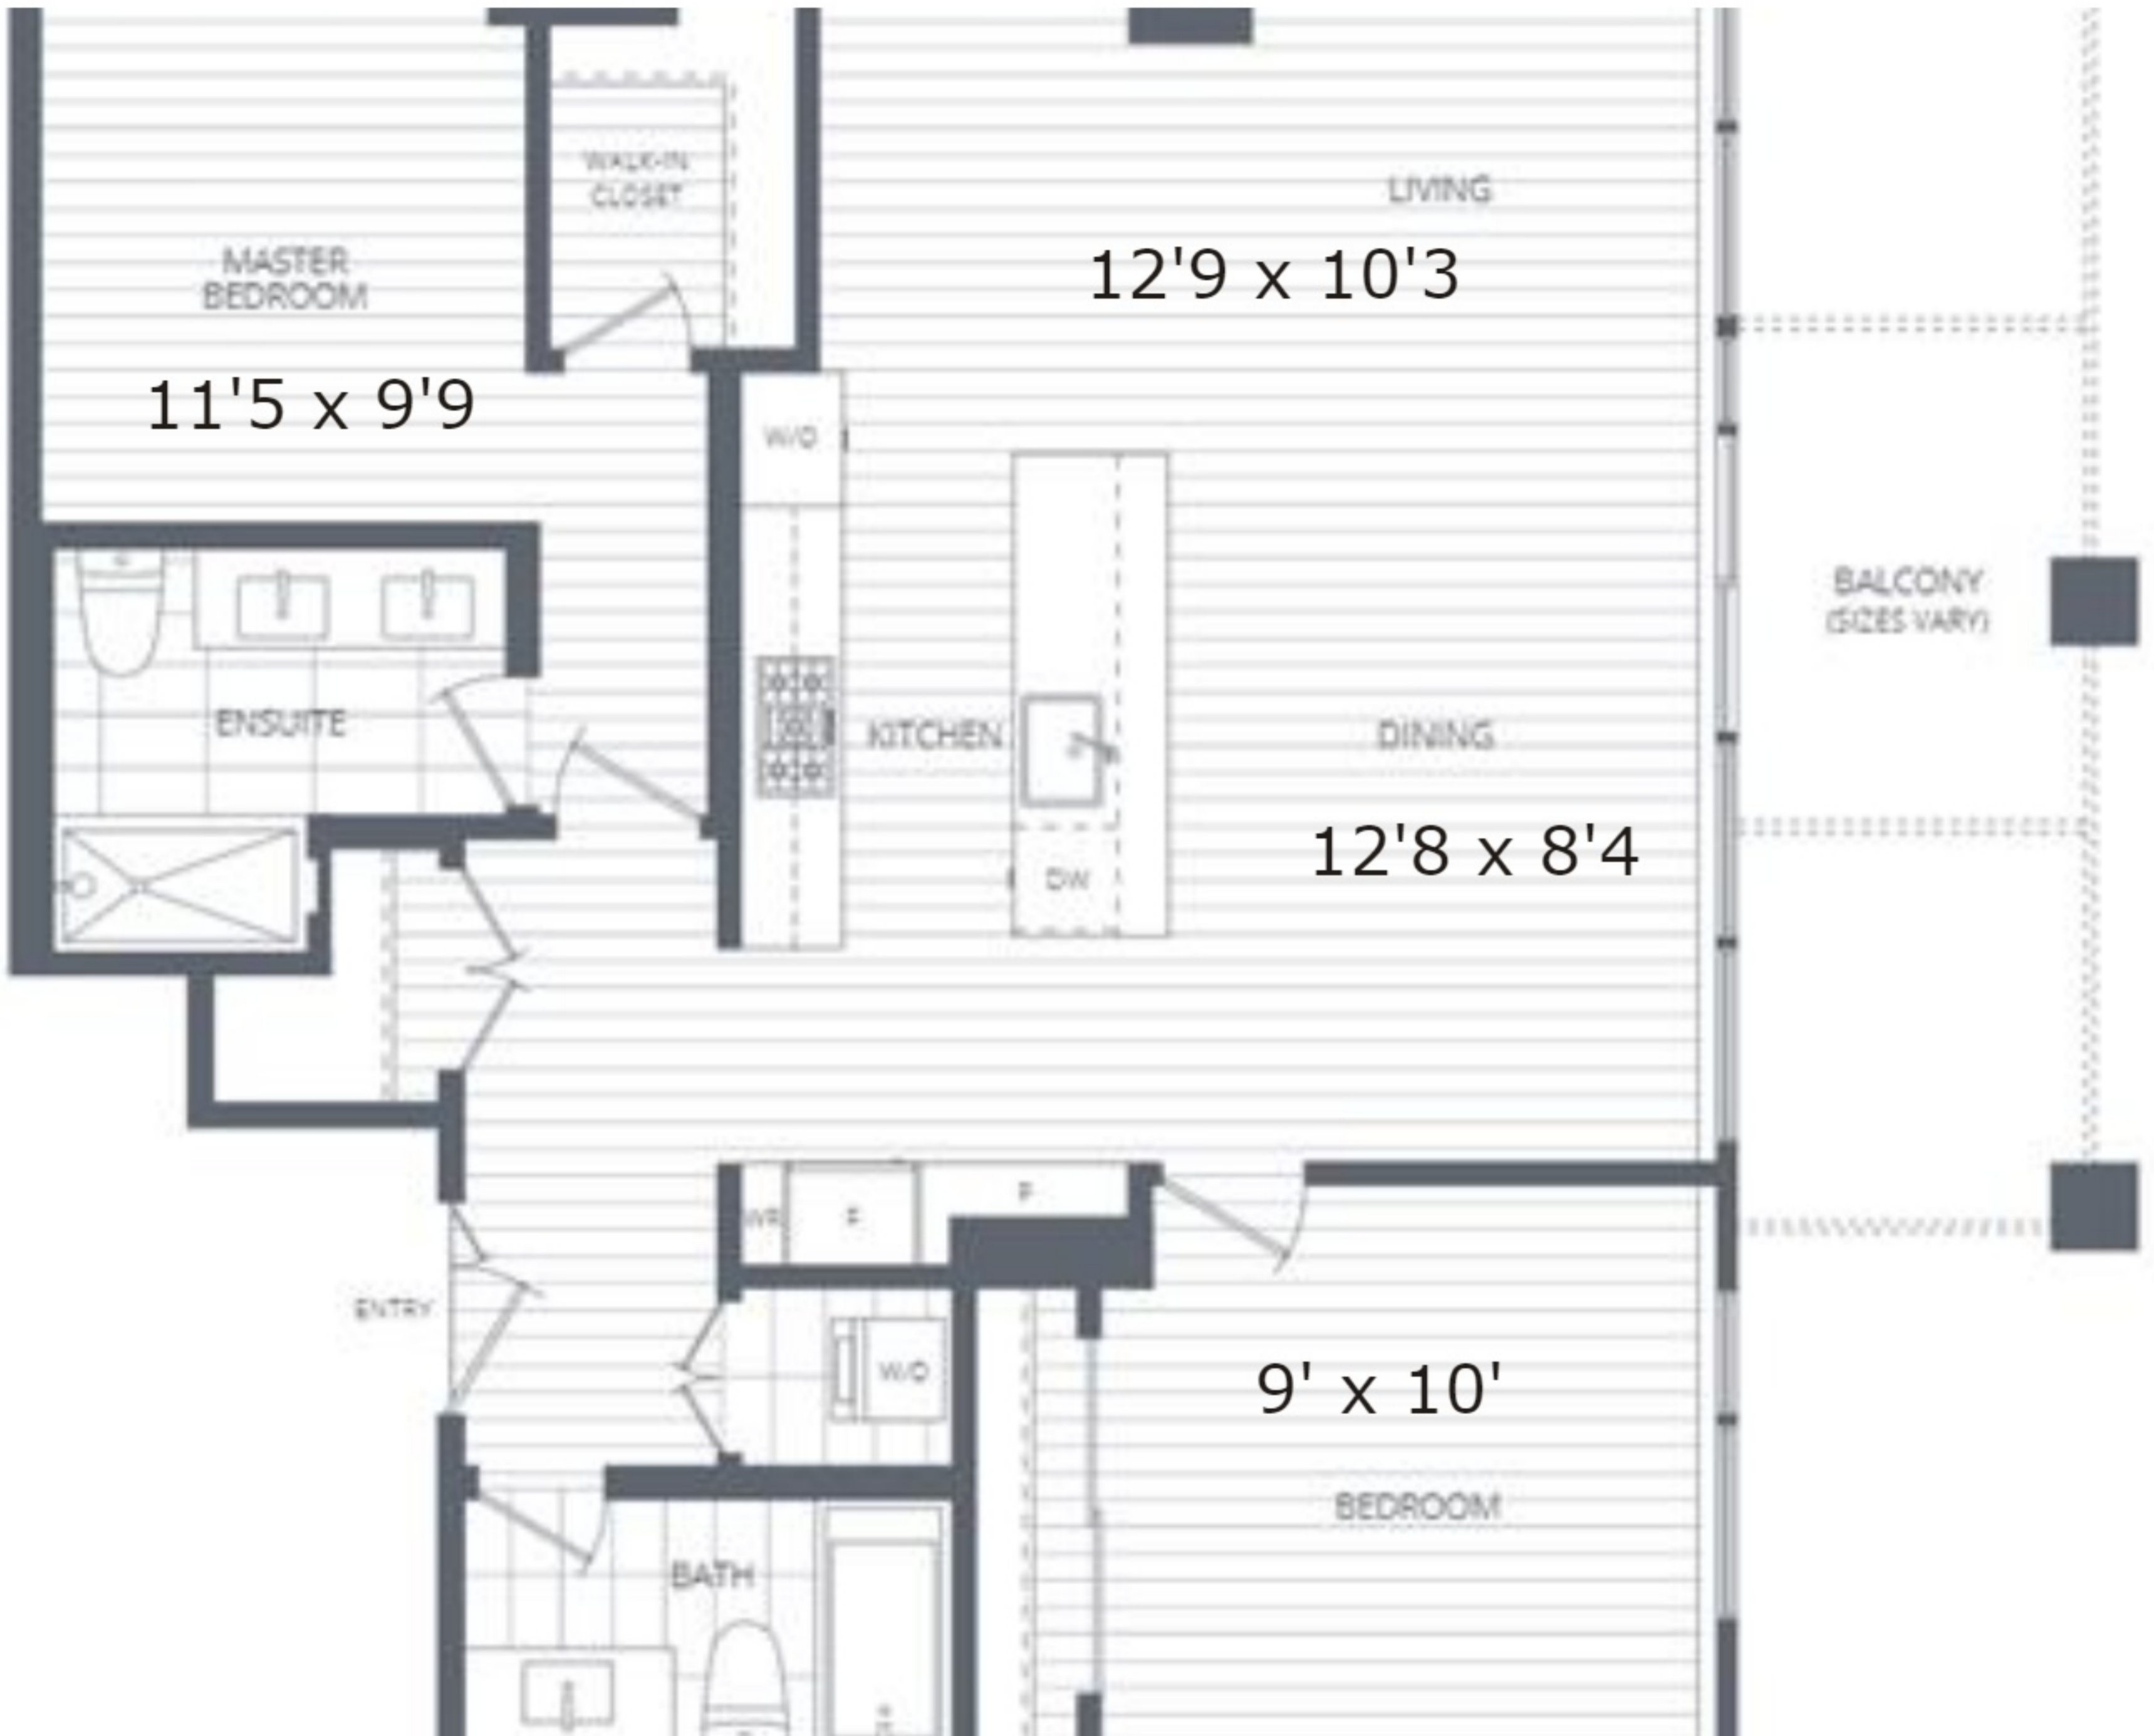 WALK-IN
CLOSET
LIVING
12'9 x 10'3
MASTER
BEDROOM
11'5 x 9'9
W/O
BALCONY
(SIZES VARY)
ENSUITE
KITCHEN
DINING
12'8 x 8'4
DW
P
F
ENTRY
W/D
9' x 10'
BEDROOM
BATH